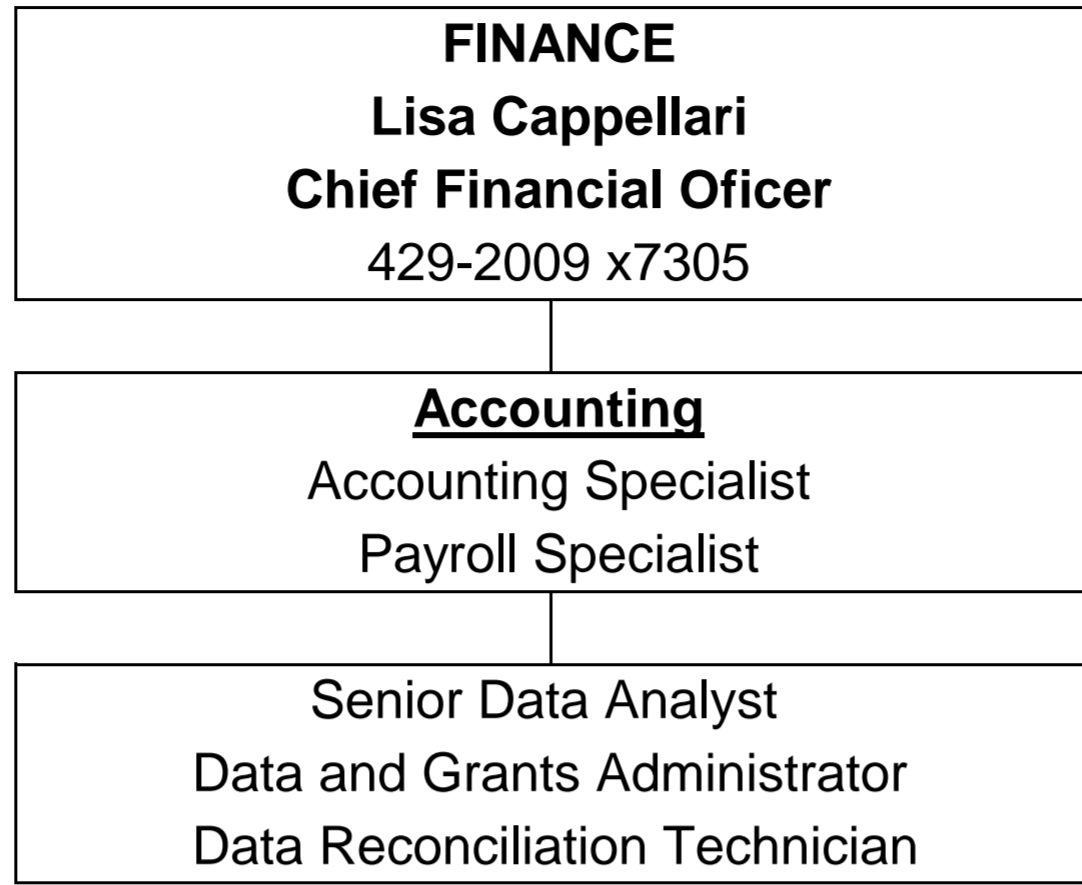 FINANCE
Lisa Cappellari
Chief Financial Oficer
429-2009 x7305
Accounting
Accounting Specialist
Payroll Specialist
Senior Data Analyst
Data and Grants Administrator
Data Reconciliation Technician